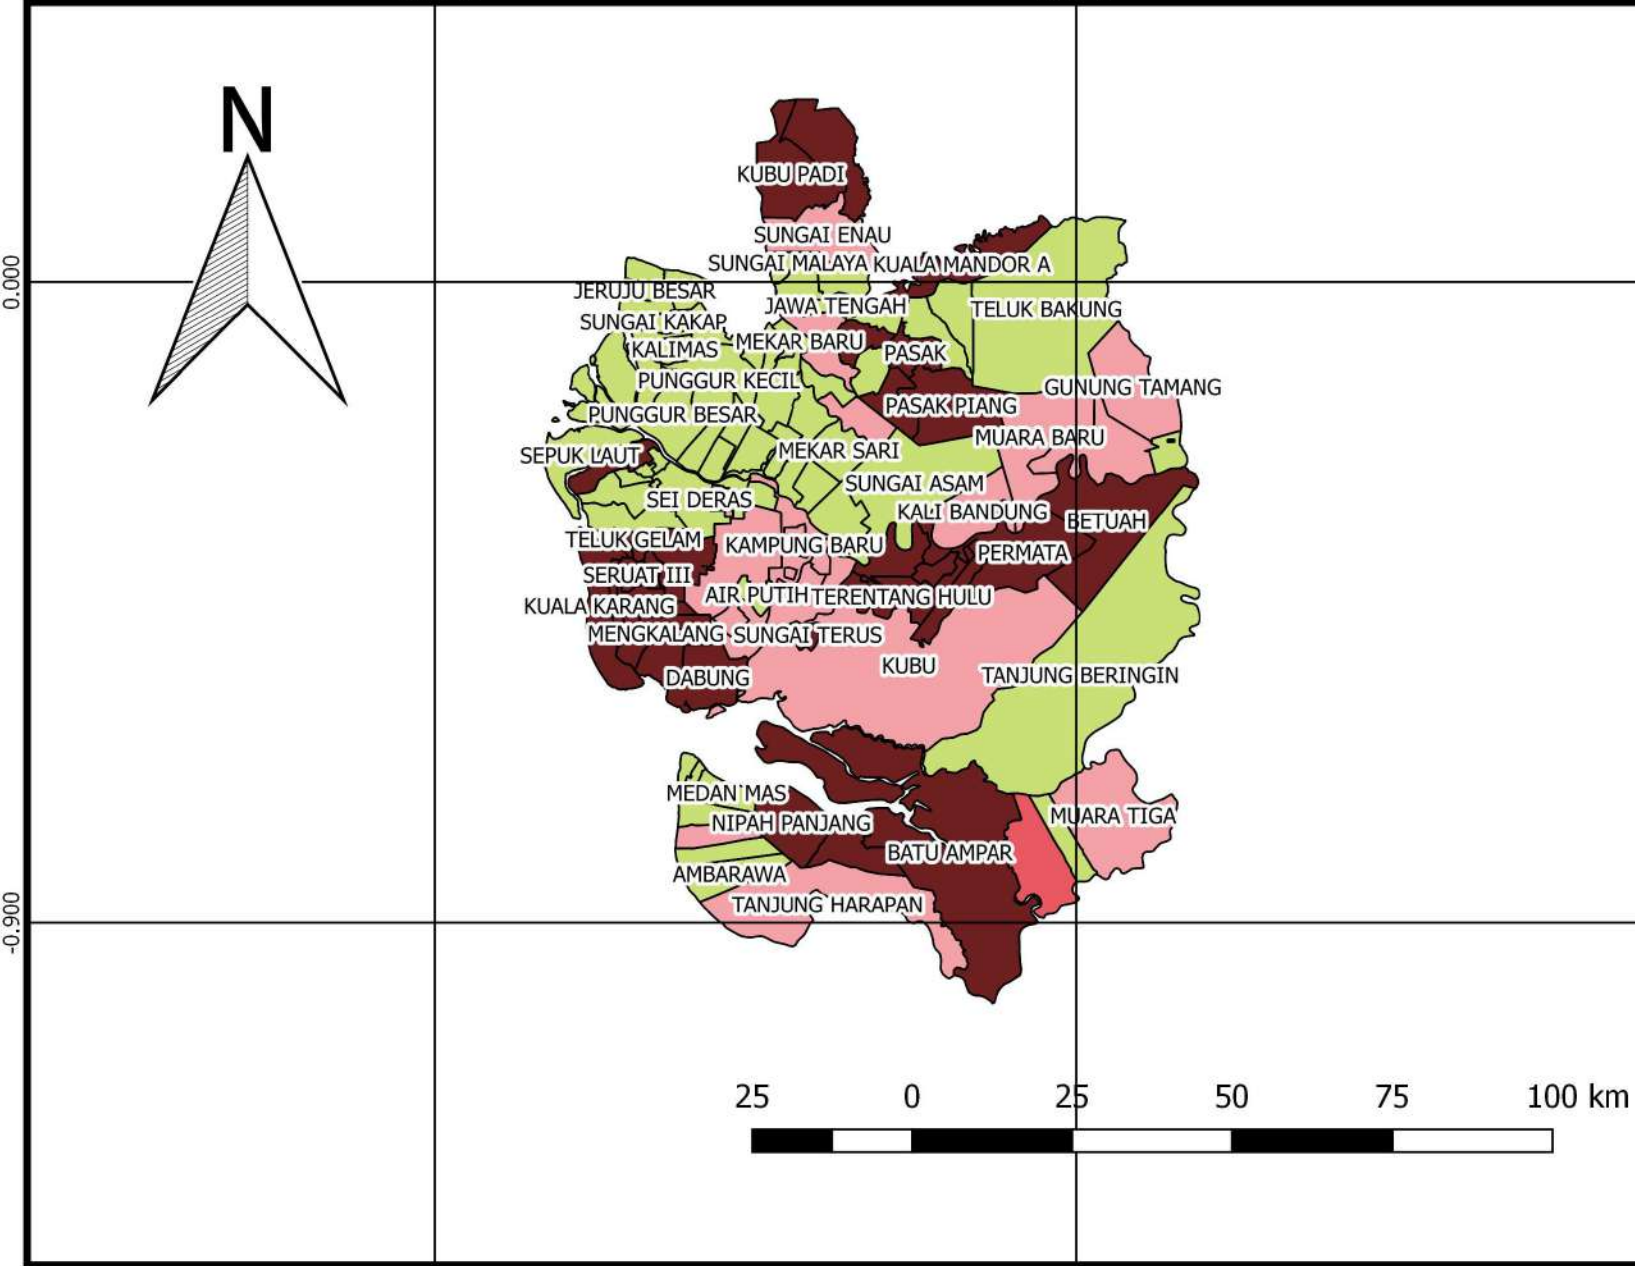 N
KUBU PADI
SUNGAI ENAU
SUNGAI MALAYA
KUALA MANDOR A
0.000
JERUJU BESAR
JAWA TENGAH
TELUK BAKUNG
SUNGAI KAKAP
KALIMAS
MEKAR BARU
PASAK
PUNGGUR KECIL
GUNUNG TAMANG
PUNGGUR BESAR
PASAK PIANG
MUARA BARU
SEPUK LAUT
MEKAR SARI
SUNGAI ASAM
SEI DERAS
KALI BANDUNG
BETUAH
TELUK GELAM
KAMPUNG BARU
PERMATA
SERUAT III
AIR PUTIH
TERENTANG HULU
KUALA KARANG
MENGKALANG
SUNGAI TERUS
KUBU
DABUNG
TANJUNG BERINGIN
MEDAN MAS
NIPAH PANJANG
MUARA TIGA
BATU AMPAR
AMBARAWA
TANJUNG HARAPAN
-0.900
25 0 25 50 75 100 km